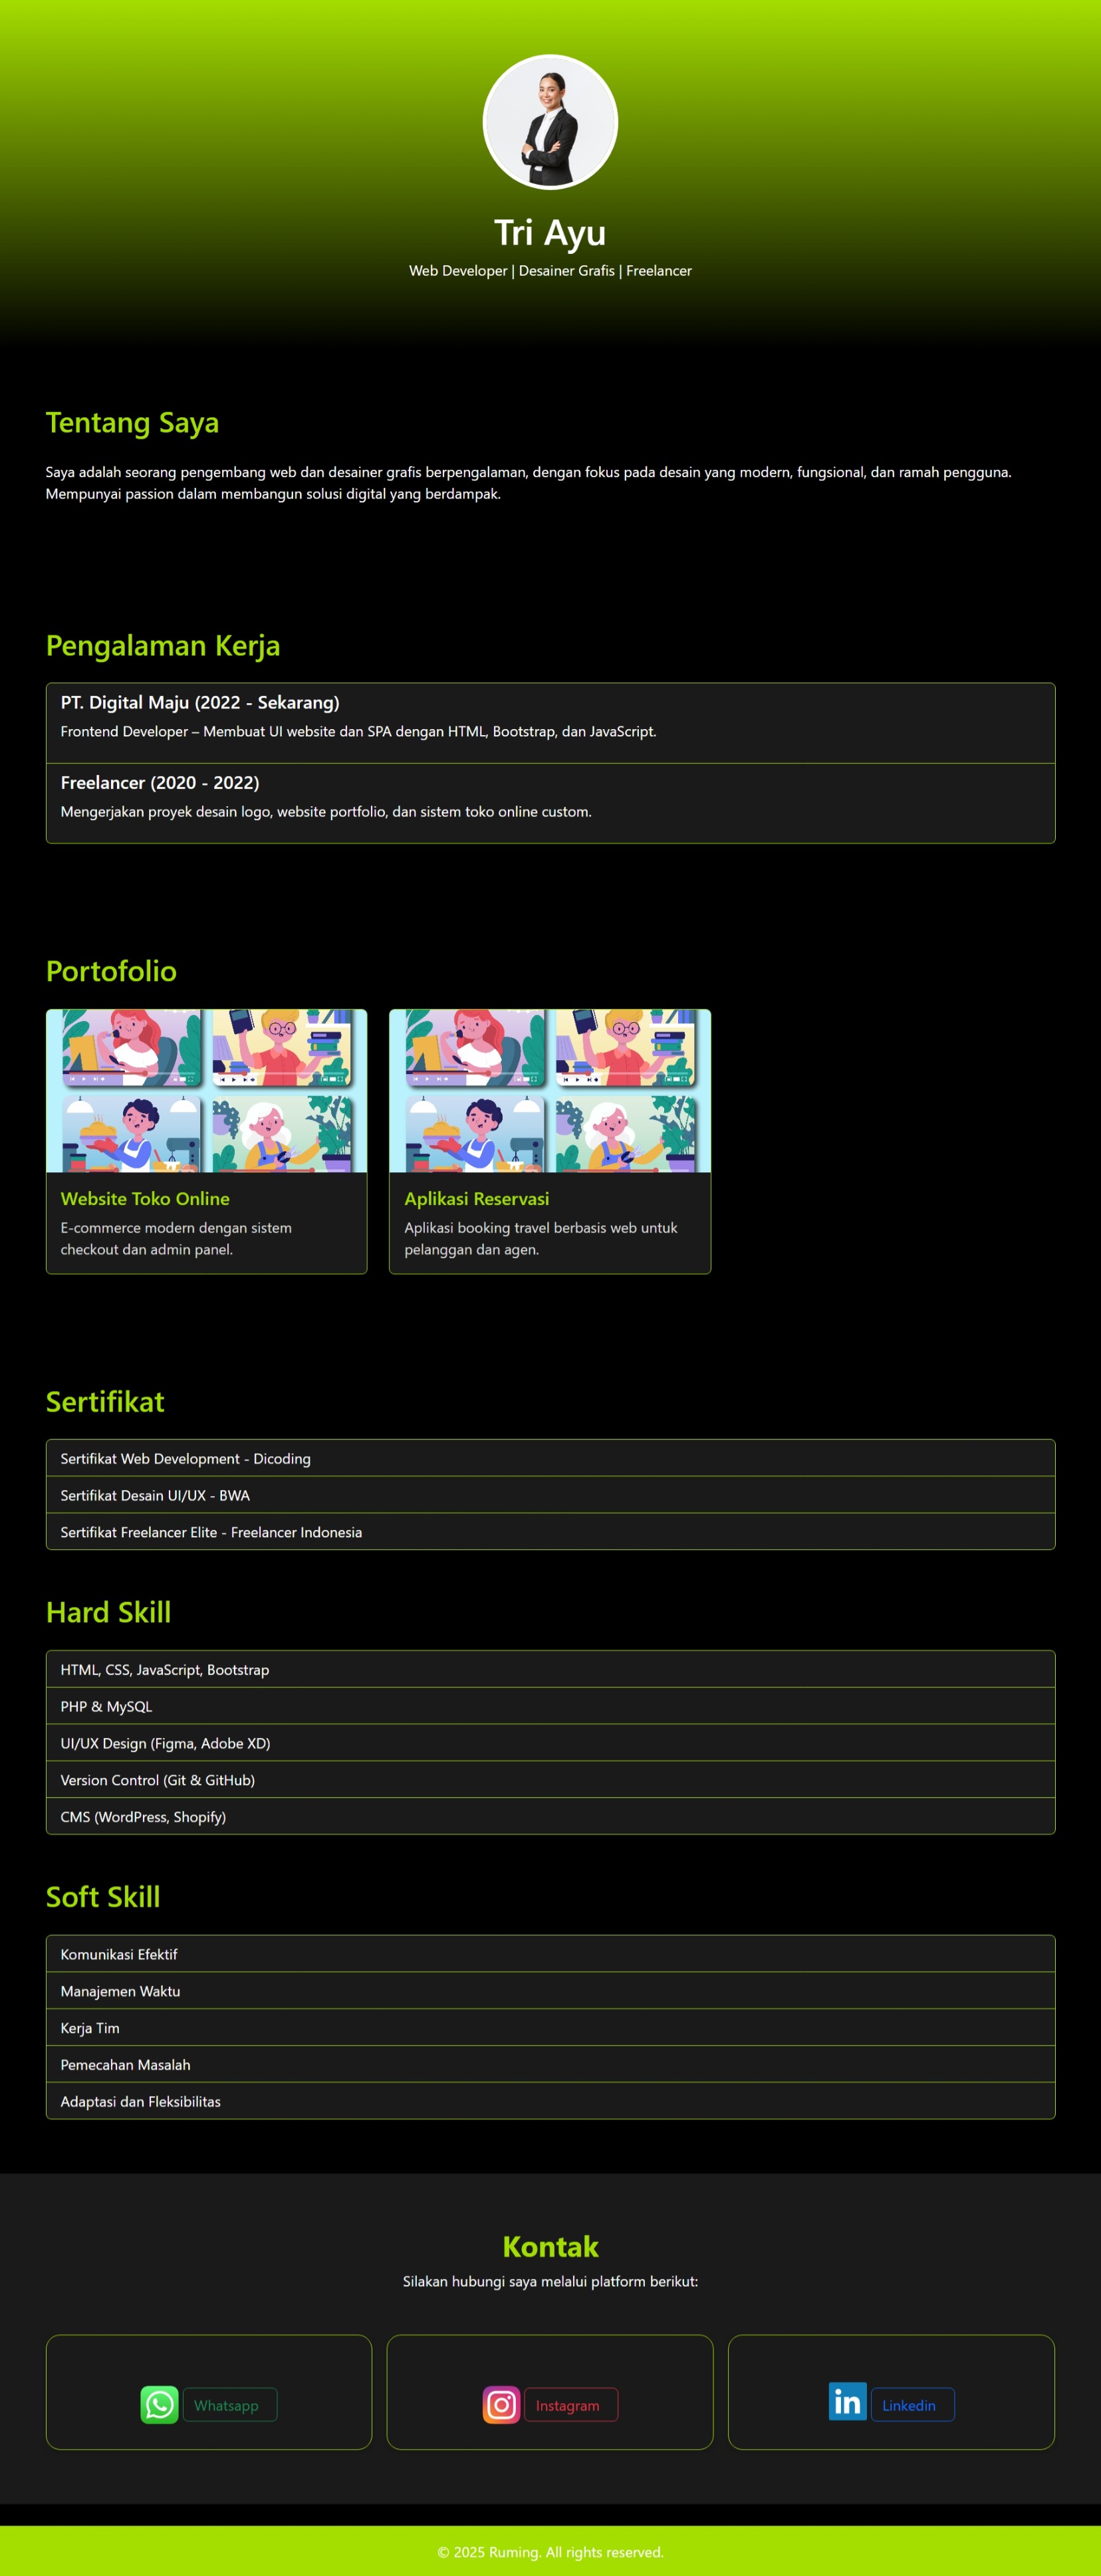 Tri Ayu
Web Developer | Desainer Grafis | Freelancer
Tentang Saya
Saya adalah seorang pengembang web dan desainer grafis berpengalaman, dengan fokus pada desain yang modern, fungsional, dan ramah pengguna.
Mempunyai passion dalam membangun solusi digital yang berdampak.
Pengalaman Kerja
PT. Digital Maju (2022 - Sekarang)
Frontend Developer – Membuat UI website dan SPA dengan HTML, Bootstrap, dan JavaScript.
Freelancer (2020 - 2022)
Mengerjakan proyek desain logo, website portfolio, dan sistem toko online custom.
Portofolio
Website Toko Online
E-commerce modern dengan sistem
checkout dan admin panel.
Aplikasi Reservasi
Aplikasi booking travel berbasis web untuk
pelanggan dan agen.
Sertifikat
Sertifikat Web Development - Dicoding
Sertifikat Desain UI/UX - BWA
Sertifikat Freelancer Elite - Freelancer Indonesia
Hard Skill
HTML, CSS, JavaScript, Bootstrap
PHP & MySQL
UI/UX Design (Figma, Adobe XD)
Version Control (Git & GitHub)
CMS (WordPress, Shopify)
Soft Skill
Komunikasi Efektif
Manajemen Waktu
Kerja Tim
Pemecahan Masalah
Adaptasi dan Fleksibilitas
Kontak
Silakan hubungi saya melalui platform berikut:
Whatsapp
Instagram
in Linkedin
© 2025 Ruming. All rights reserved.